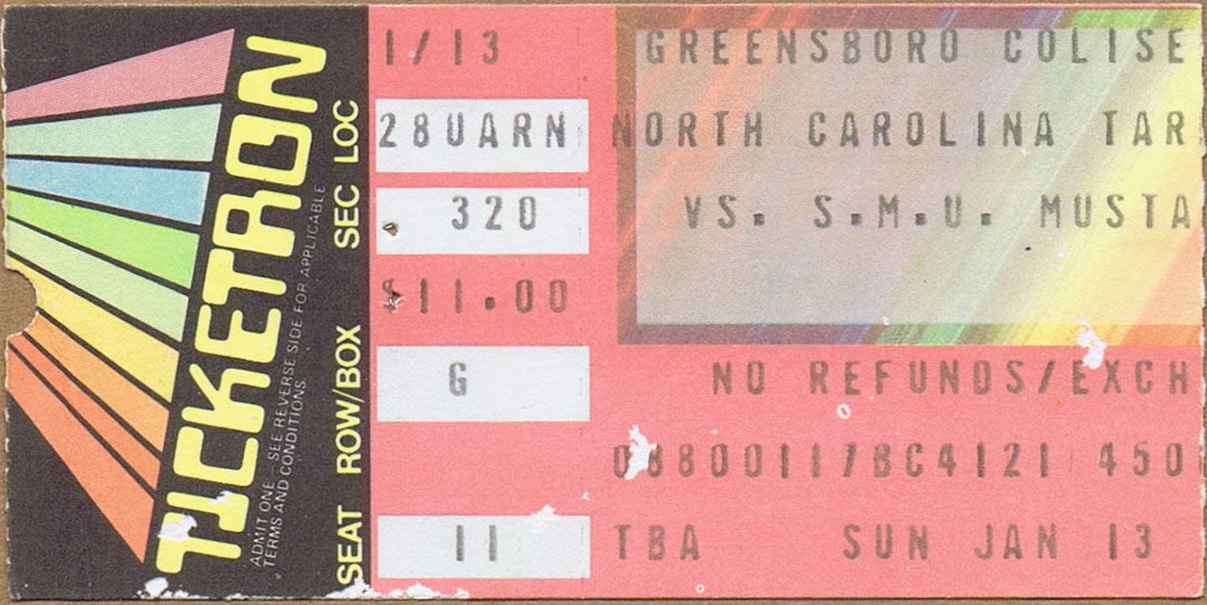 TICKETRON
ADMIT ONE – SEE REVERSE SIDE FOR APPLICABLE
TERMS AND CONDITIONS.
SEAT ROW/BOX SEC LOC
1/13
28UARN
320
$11.00
G
11
GREENSBORO COLISE
NORTH CAROLINA TAR
VS. S.M.U. MUSTA
NO REFUNDS/EXCH
08800117BC4121 450
TBA SUN JAN 13